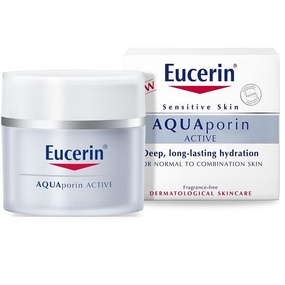 Eucerin®
AQUAporin ACTIVE
Eucerin®
Sensitive Skin
AQUAporin
ACTIVE
Deep, long-lasting hydration
FOR NORMAL TO COMBINATION SKIN
Fragrance-free
DERMATOLOGICAL SKINCARE